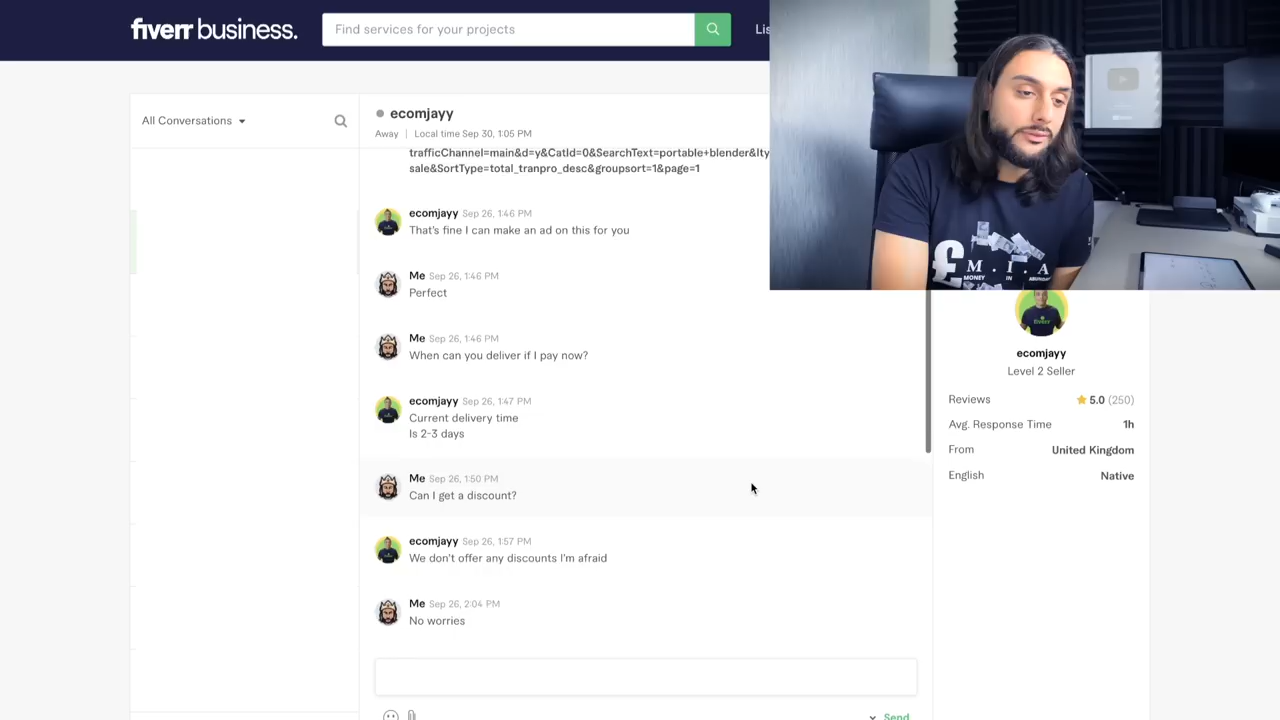 fiverr business.
Find services for your projects
Lis
All Conversations
ecomjayy
Away | Local time Sep 30, 1:05 PM
trafficChannel=main&d=y&CatId=0&SearchText=portable+blender&lty
sale&SortType=total_tranpro_desc&groupsort=1&page=1
ecomjayy Sep 26, 1:46 PM
That's fine I can make an ad on this for you
Me Sep 26, 1:46 PM
Perfect
Me Sep 26, 1:46 PM
When can you deliver if I pay now?
ecomjayy Sep 26, 1:47 PM
Current delivery time
Is 2-3 days
Me Sep 26, 1:50 PM
Can I get a discount?
ecomjayy Sep 26, 1:57 PM
We don't offer any discounts I'm afraid
Me Sep 26, 2:04 PM
No worries
Send
£ M.I.A
MONEY IN
fiverr
ecomjayy
Level 2 Seller
Reviews 5.0 (250)
Avg. Response Time 1h
From United Kingdom
English Native